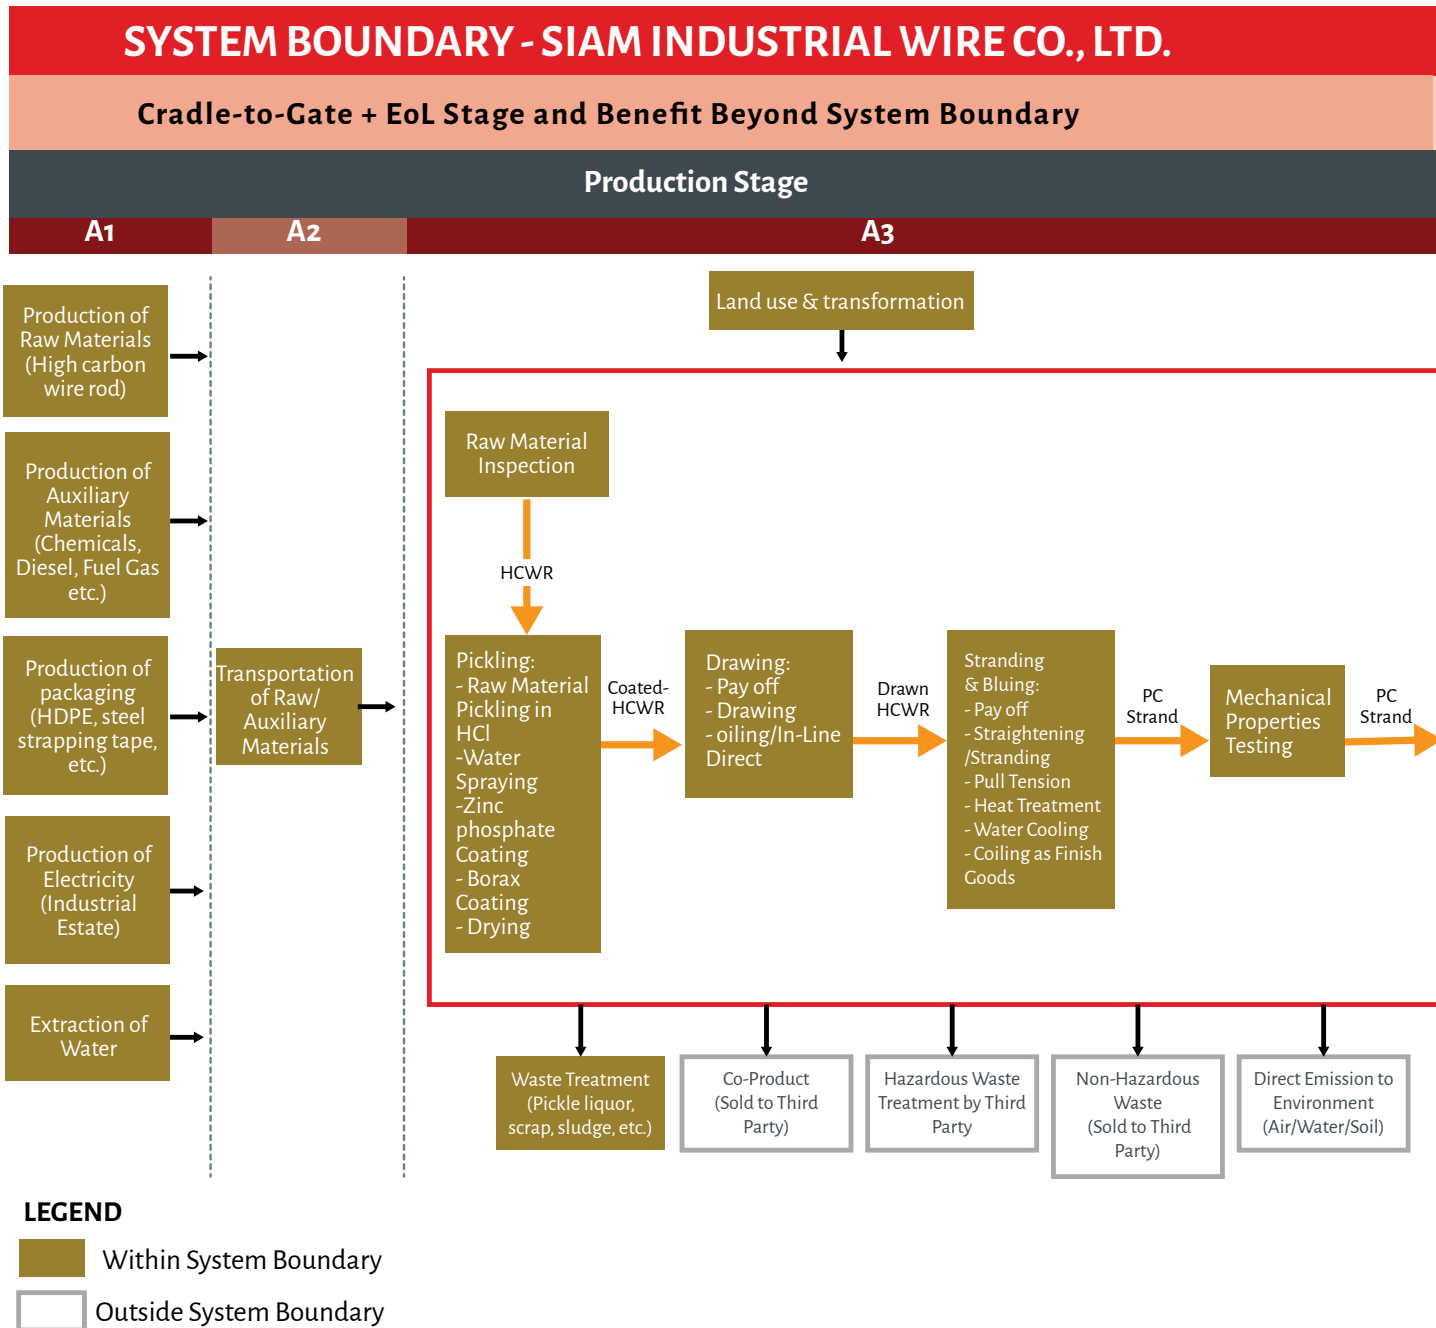 SYSTEM BOUNDARY - SIAM INDUSTRIAL WIRE CO., LTD.
Cradle-to-Gate + EoL Stage and Benefit Beyond System Boundary
Production Stage
A1
A2
A3
Production of
Raw Materials
(High carbon
wire rod)
Production of
Auxiliary
Materials
(Chemicals,
Diesel, Fuel Gas
etc.)
Production of
packaging
(HDPE, steel
strapping tape,
etc.)
Production of
Electricity
(Industrial
Estate)
Extraction of
Water
Transportation
of Raw/
Auxiliary
Materials
Land use & transformation
Raw Material
Inspection
HCWR
Pickling:
- Raw Material
Pickling in
HCl
-Water
Spraying
-Zinc
phosphate
Coating
- Borax
Coating
- Drying
Coated-
HCWR
Drawing:
- Pay off
- Drawing
- oiling/In-Line
Direct
Drawn
HCWR
Stranding
& Bluing:
- Pay off
- Straightening
/Stranding
- Pull Tension
- Heat Treatment
- Water Cooling
- Coiling as Finish
Goods
PC
Strand
Mechanical
Properties
Testing
PC
Strand
Waste Treatment
(Pickle liquor,
scrap, sludge, etc.)
Co-Product
(Sold to Third
Party)
Hazardous Waste
Treatment by Third
Party
Non-Hazardous
Waste
(Sold to Third
Party)
Direct Emission to
Environment
(Air/Water/Soil)
LEGEND
Within System Boundary
Outside System Boundary